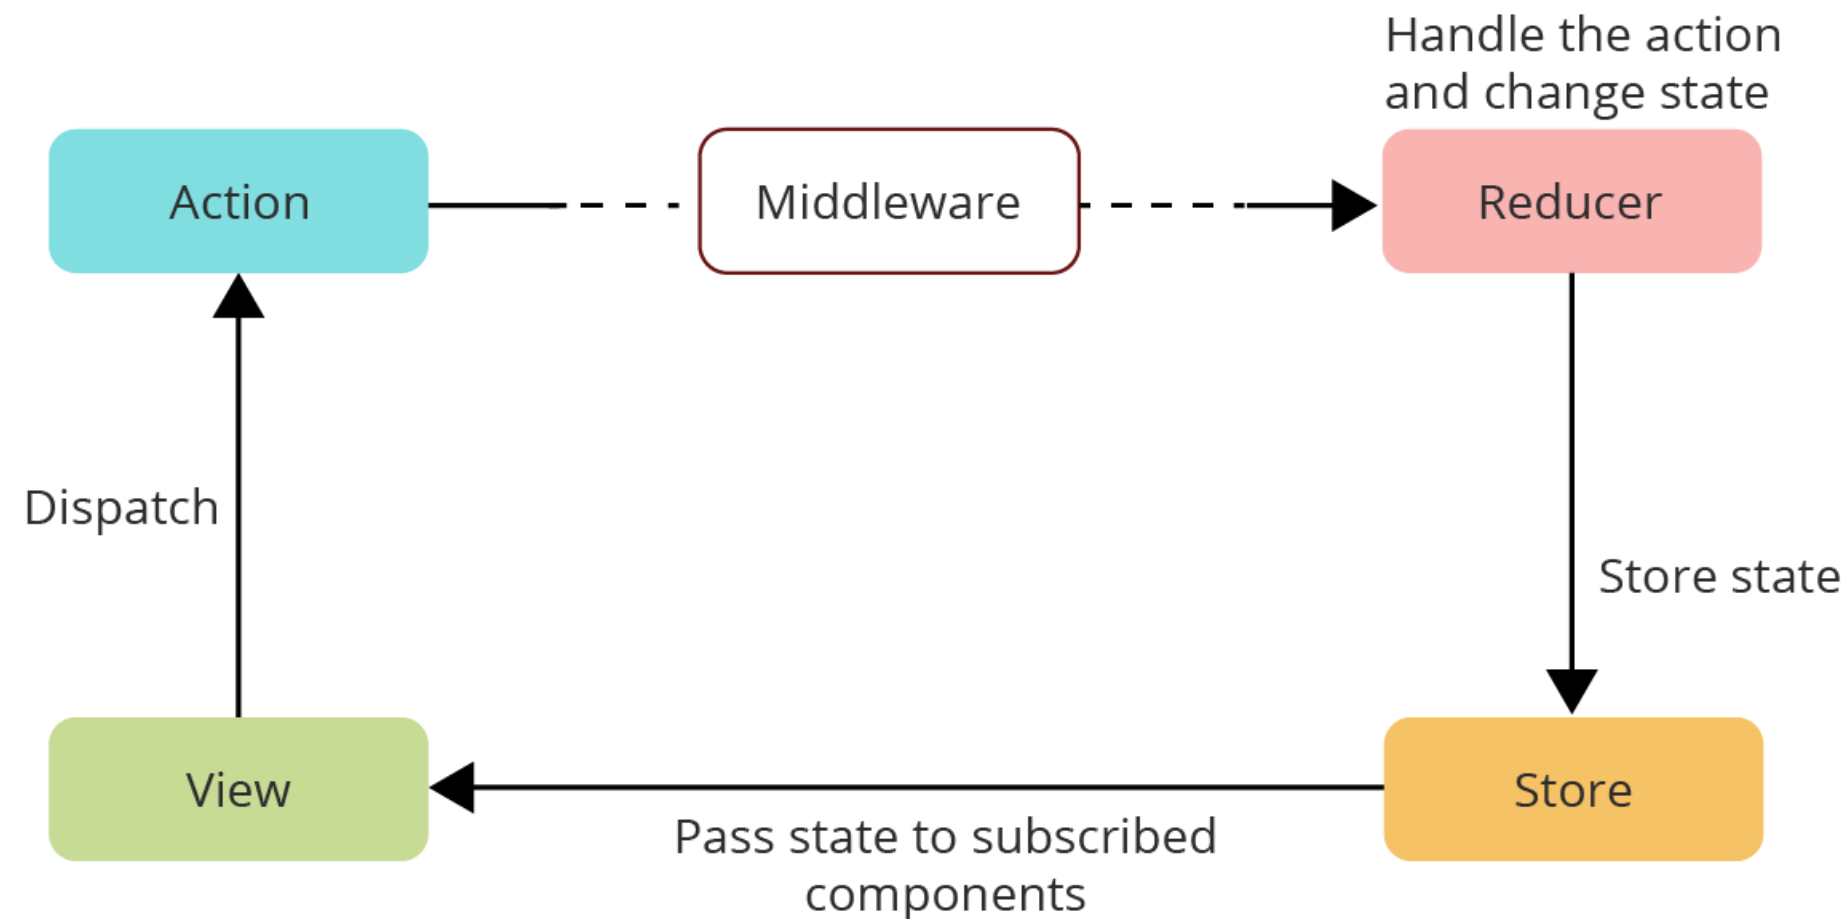 Handle the action
and change state
Action
Middleware
Reducer
Dispatch
Store state
View
Store
Pass state to subscribed
components